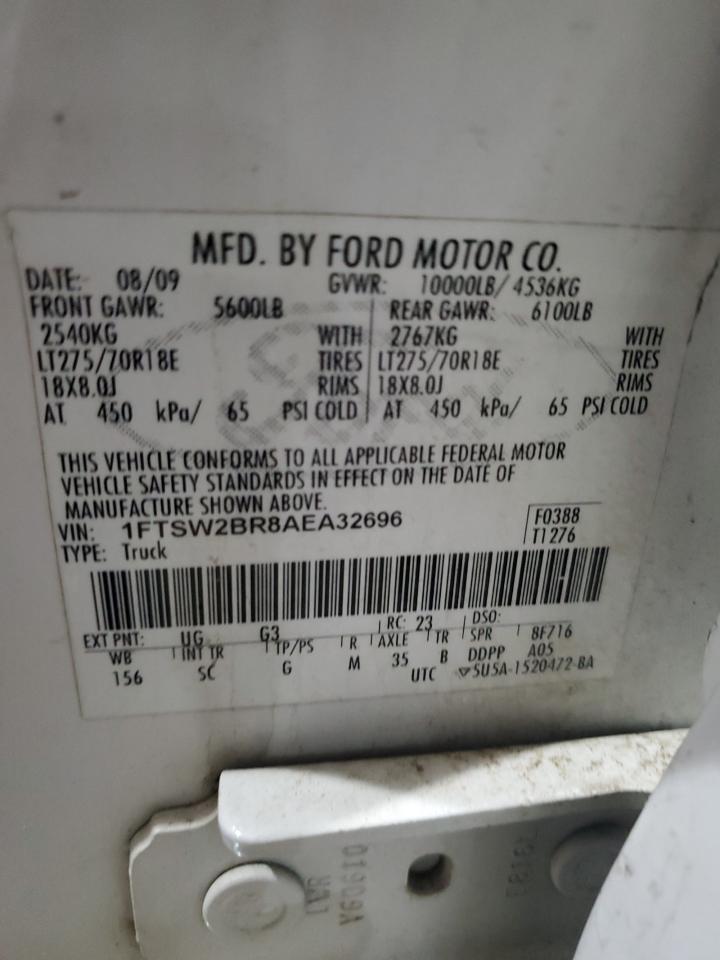 MFD. BY FORD MOTOR CO.
DATE: 08/09 GVWR: 10000LB/ 4536KG
FRONT GAWR: 5600LB REAR GAWR: 6100LB
2540KG WITH 2767KG WITH
LT275/70R18E TIRES LT275/70R18E TIRES
18X8.0J RIMS 18X8.0J RIMS
AT 450 kPa/ 65 PSI COLD AT 450 kPa/ 65 PSI COLD
THIS VEHICLE CONFORMS TO ALL APPLICABLE FEDERAL MOTOR
VEHICLE SAFETY STANDARDS IN EFFECT ON THE DATE OF
MANUFACTURE SHOWN ABOVE.
VIN: 1FTSW2BR8AEA32696 F0388
TYPE: Truck T1276
EXT PNT: UG G3 RC: 23 DSO:
WB INT TR TP/PS R AXLE TR SPR 8F716
156 SC G M 35 B DDPP A05
UTC ▽5U5A-1520472-BA
01909A